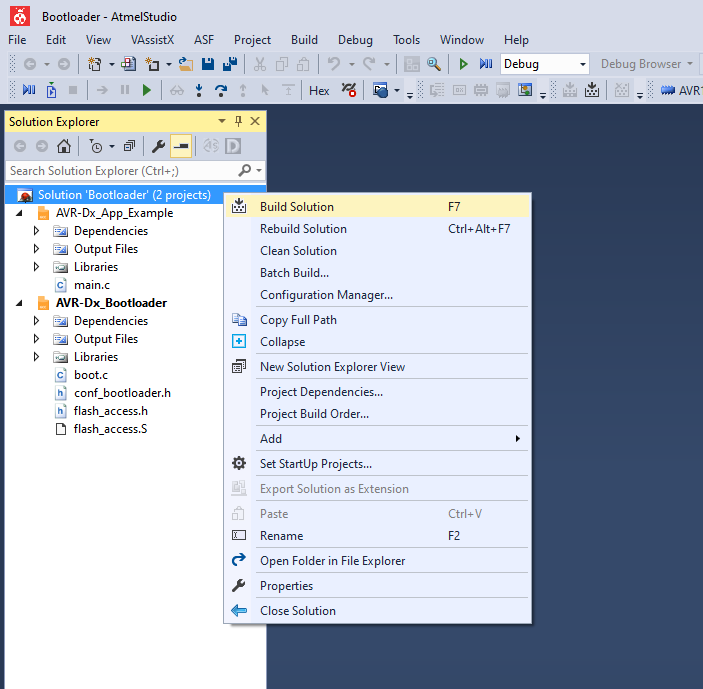 Bootloader - AtmelStudio
File Edit View VAssistX ASF Project Build Debug Tools Window Help
Debug Debug Browser
Hex AVR
Solution Explorer
Search Solution Explorer (Ctrl+;)
Solution 'Bootloader' (2 projects)
AVR-Dx_App_Example
Dependencies
Output Files
Libraries
c main.c
AVR-Dx_Bootloader
Dependencies
Output Files
Libraries
c boot.c
h conf_bootloader.h
h flash_access.h
flash_access.S
Build Solution F7
Rebuild Solution Ctrl+Alt+F7
Clean Solution
Batch Build...
Configuration Manager...
Copy Full Path
Collapse
New Solution Explorer View
Project Dependencies...
Project Build Order...
Add
Set StartUp Projects...
Export Solution as Extension
Paste Ctrl+V
Rename F2
Open Folder in File Explorer
Properties
Close Solution